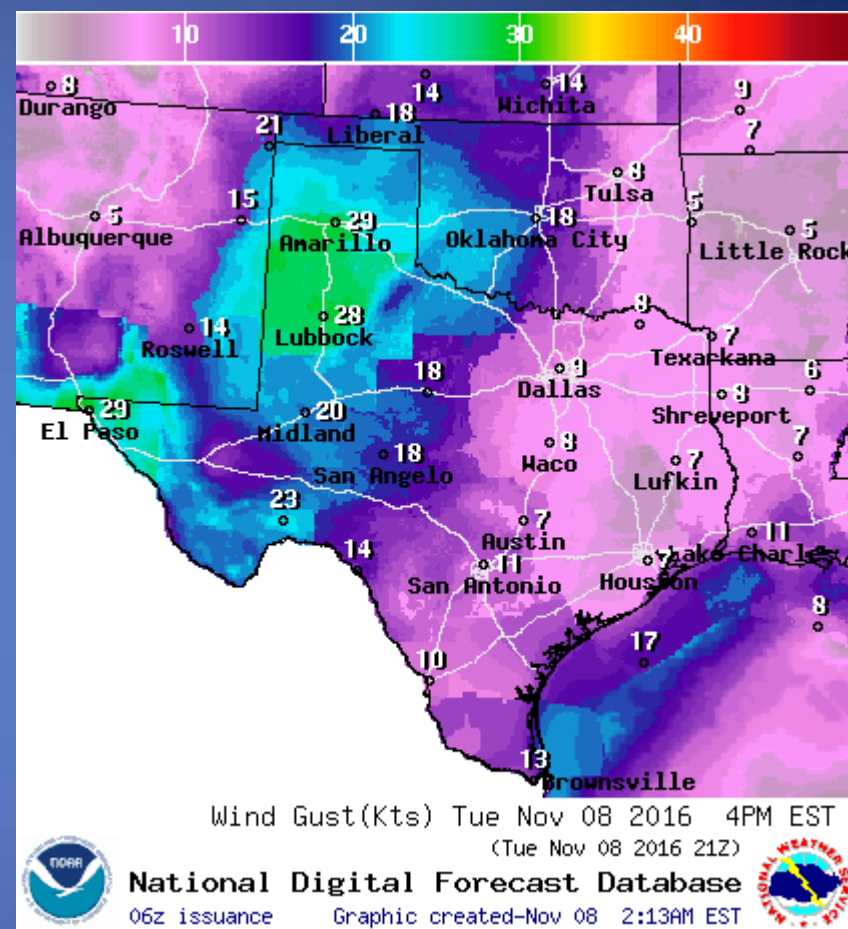 10 20 30 40
8 14 14 9
Durango Wichita
18
Liberal
21 7
8
Tulsa
5 15 29 18 5 5
Albuquerque Amarillo Oklahoma City Little Rock
14 28 8 7
Roswell Lubbock Texarkana
18 9 8 6
Dallas Shreveport
29 20
El Paso Midland
18 8 7 7
San Angelo Waco Lufkin
23 7 11
Austin Lake Charles
14 11 7
San Antonio Houston
8
10 17
13
Brownsville
Wind Gust(Kts) Tue Nov 08 2016 4PM EST
(Tue Nov 08 2016 21Z)
NOAA
National Digital Forecast Database
06z issuance Graphic created-Nov 08 2:13AM EST
NATIONAL WEATHER SERVICE